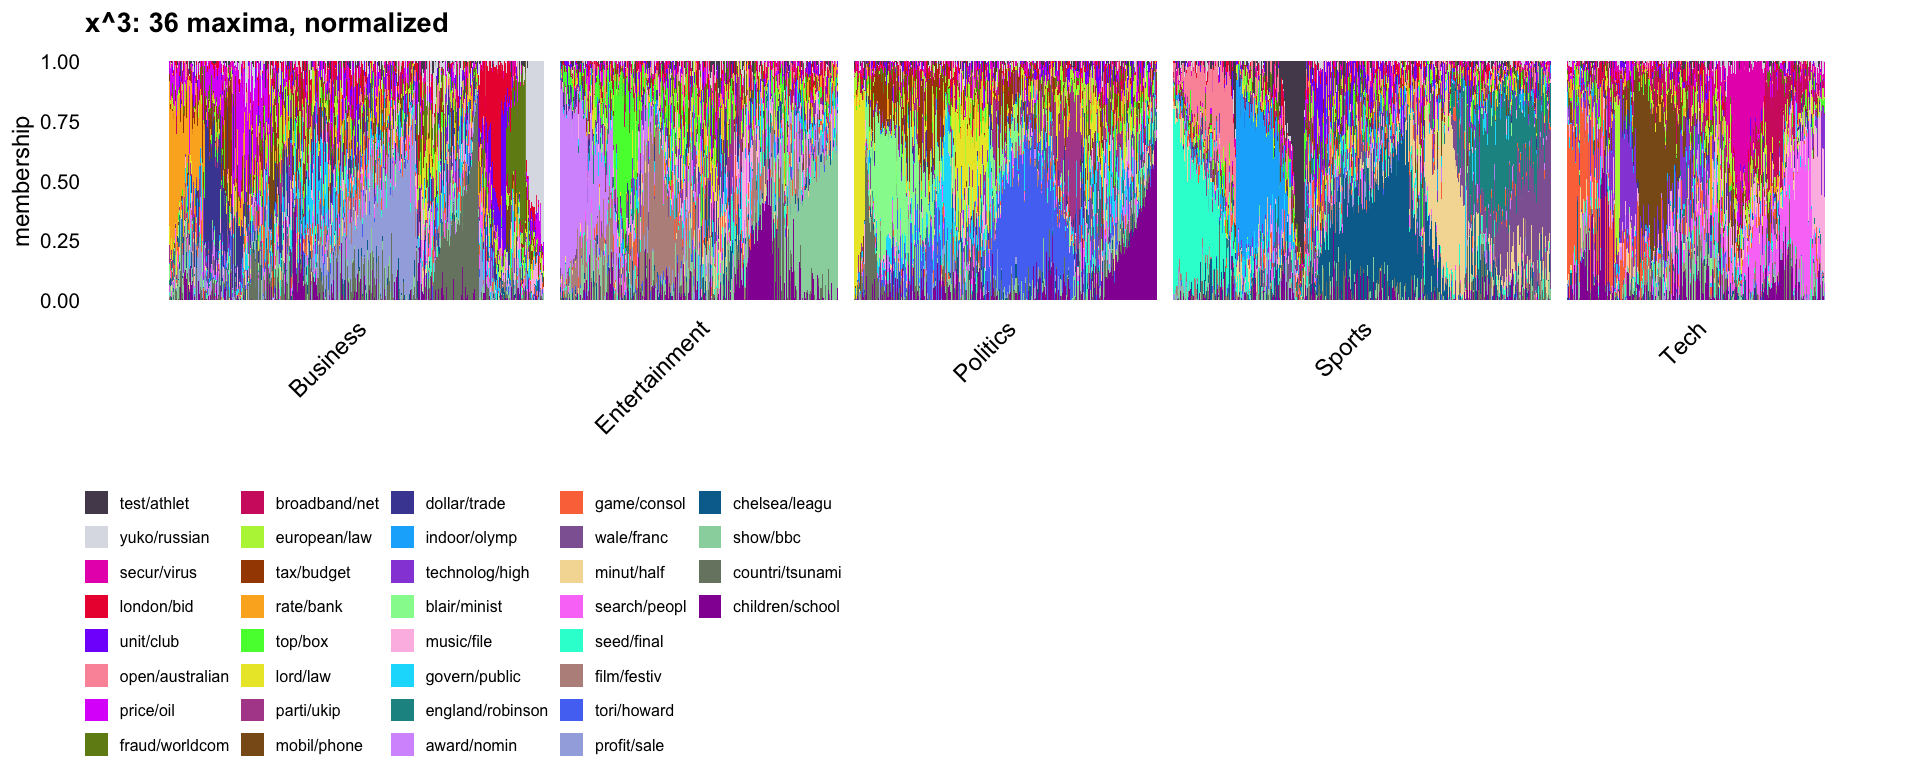 x^3: 36 maxima, normalized
membership
1.00
0.75
0.50
0.25
0.00
Business
Entertainment
Politics
Sports
Tech
test/athlet
yuko/russian
secur/virus
london/bid
unit/club
open/australian
price/oil
fraud/worldcom
broadband/net
european/law
tax/budget
rate/bank
top/box
lord/law
parti/ukip
mobil/phone
dollar/trade
indoor/olymp
technolog/high
blair/minist
music/file
govern/public
england/robinson
award/nomin
game/consol
wale/franc
minut/half
search/peopl
seed/final
film/festiv
tori/howard
profit/sale
chelsea/leagu
show/bbc
countri/tsunami
children/school